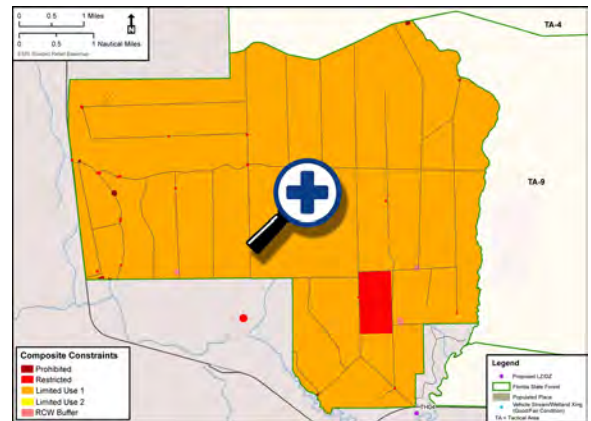 0 0.5 1 Miles
0 0.5 1 Nautical Miles
N
TA-4
TA-9
Composite Constraints
Prohibited
Restricted
Limited Use 1
Limited Use 2
RCW Buffer
Legend
Proposed LZ/DZ
Florida State Forest
Populated Place
Vehicle Stream/Wetland Xing
(Good/Fair Condition)
TA = Tactical Area